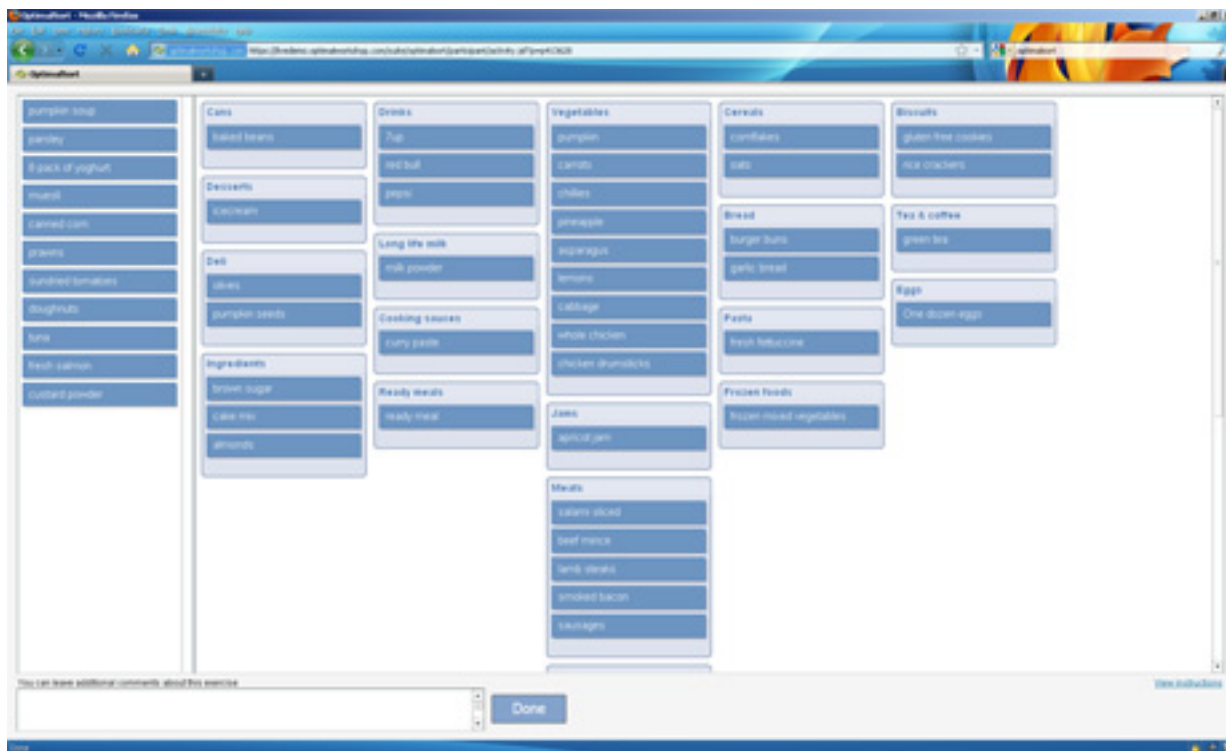 OptimalSort - Mozilla Firefox
OptimalSort
pumpkin soup
parsley
6 pack of yoghurt
muesli
canned corn
prawns
sundried tomatoes
doughnuts
tuna
fresh salmon
custard powder
Cans
baked beans
Desserts
icecream
Deli
olives
pumpkin seeds
Ingredients
brown sugar
cake mix
almonds
Drinks
7up
red bull
pepsi
Long life milk
milk powder
Cooking sauces
curry paste
Ready meals
ready meal
Vegetables
pumpkin
carrots
chillies
pineapple
asparagus
lemons
cabbage
whole chicken
chicken drumsticks
Jams
apricot jam
Meats
salami sliced
beef mince
lamb steaks
smoked bacon
sausages
Cereals
cornflakes
oats
Bread
burger buns
garlic bread
Pasta
fresh fettuccine
Frozen foods
frozen mixed vegetables
Biscuits
gluten free cookies
rice crackers
Tea & coffee
green tea
Eggs
One dozen eggs
You can leave additional comments about this exercise
View instructions
Done
Done